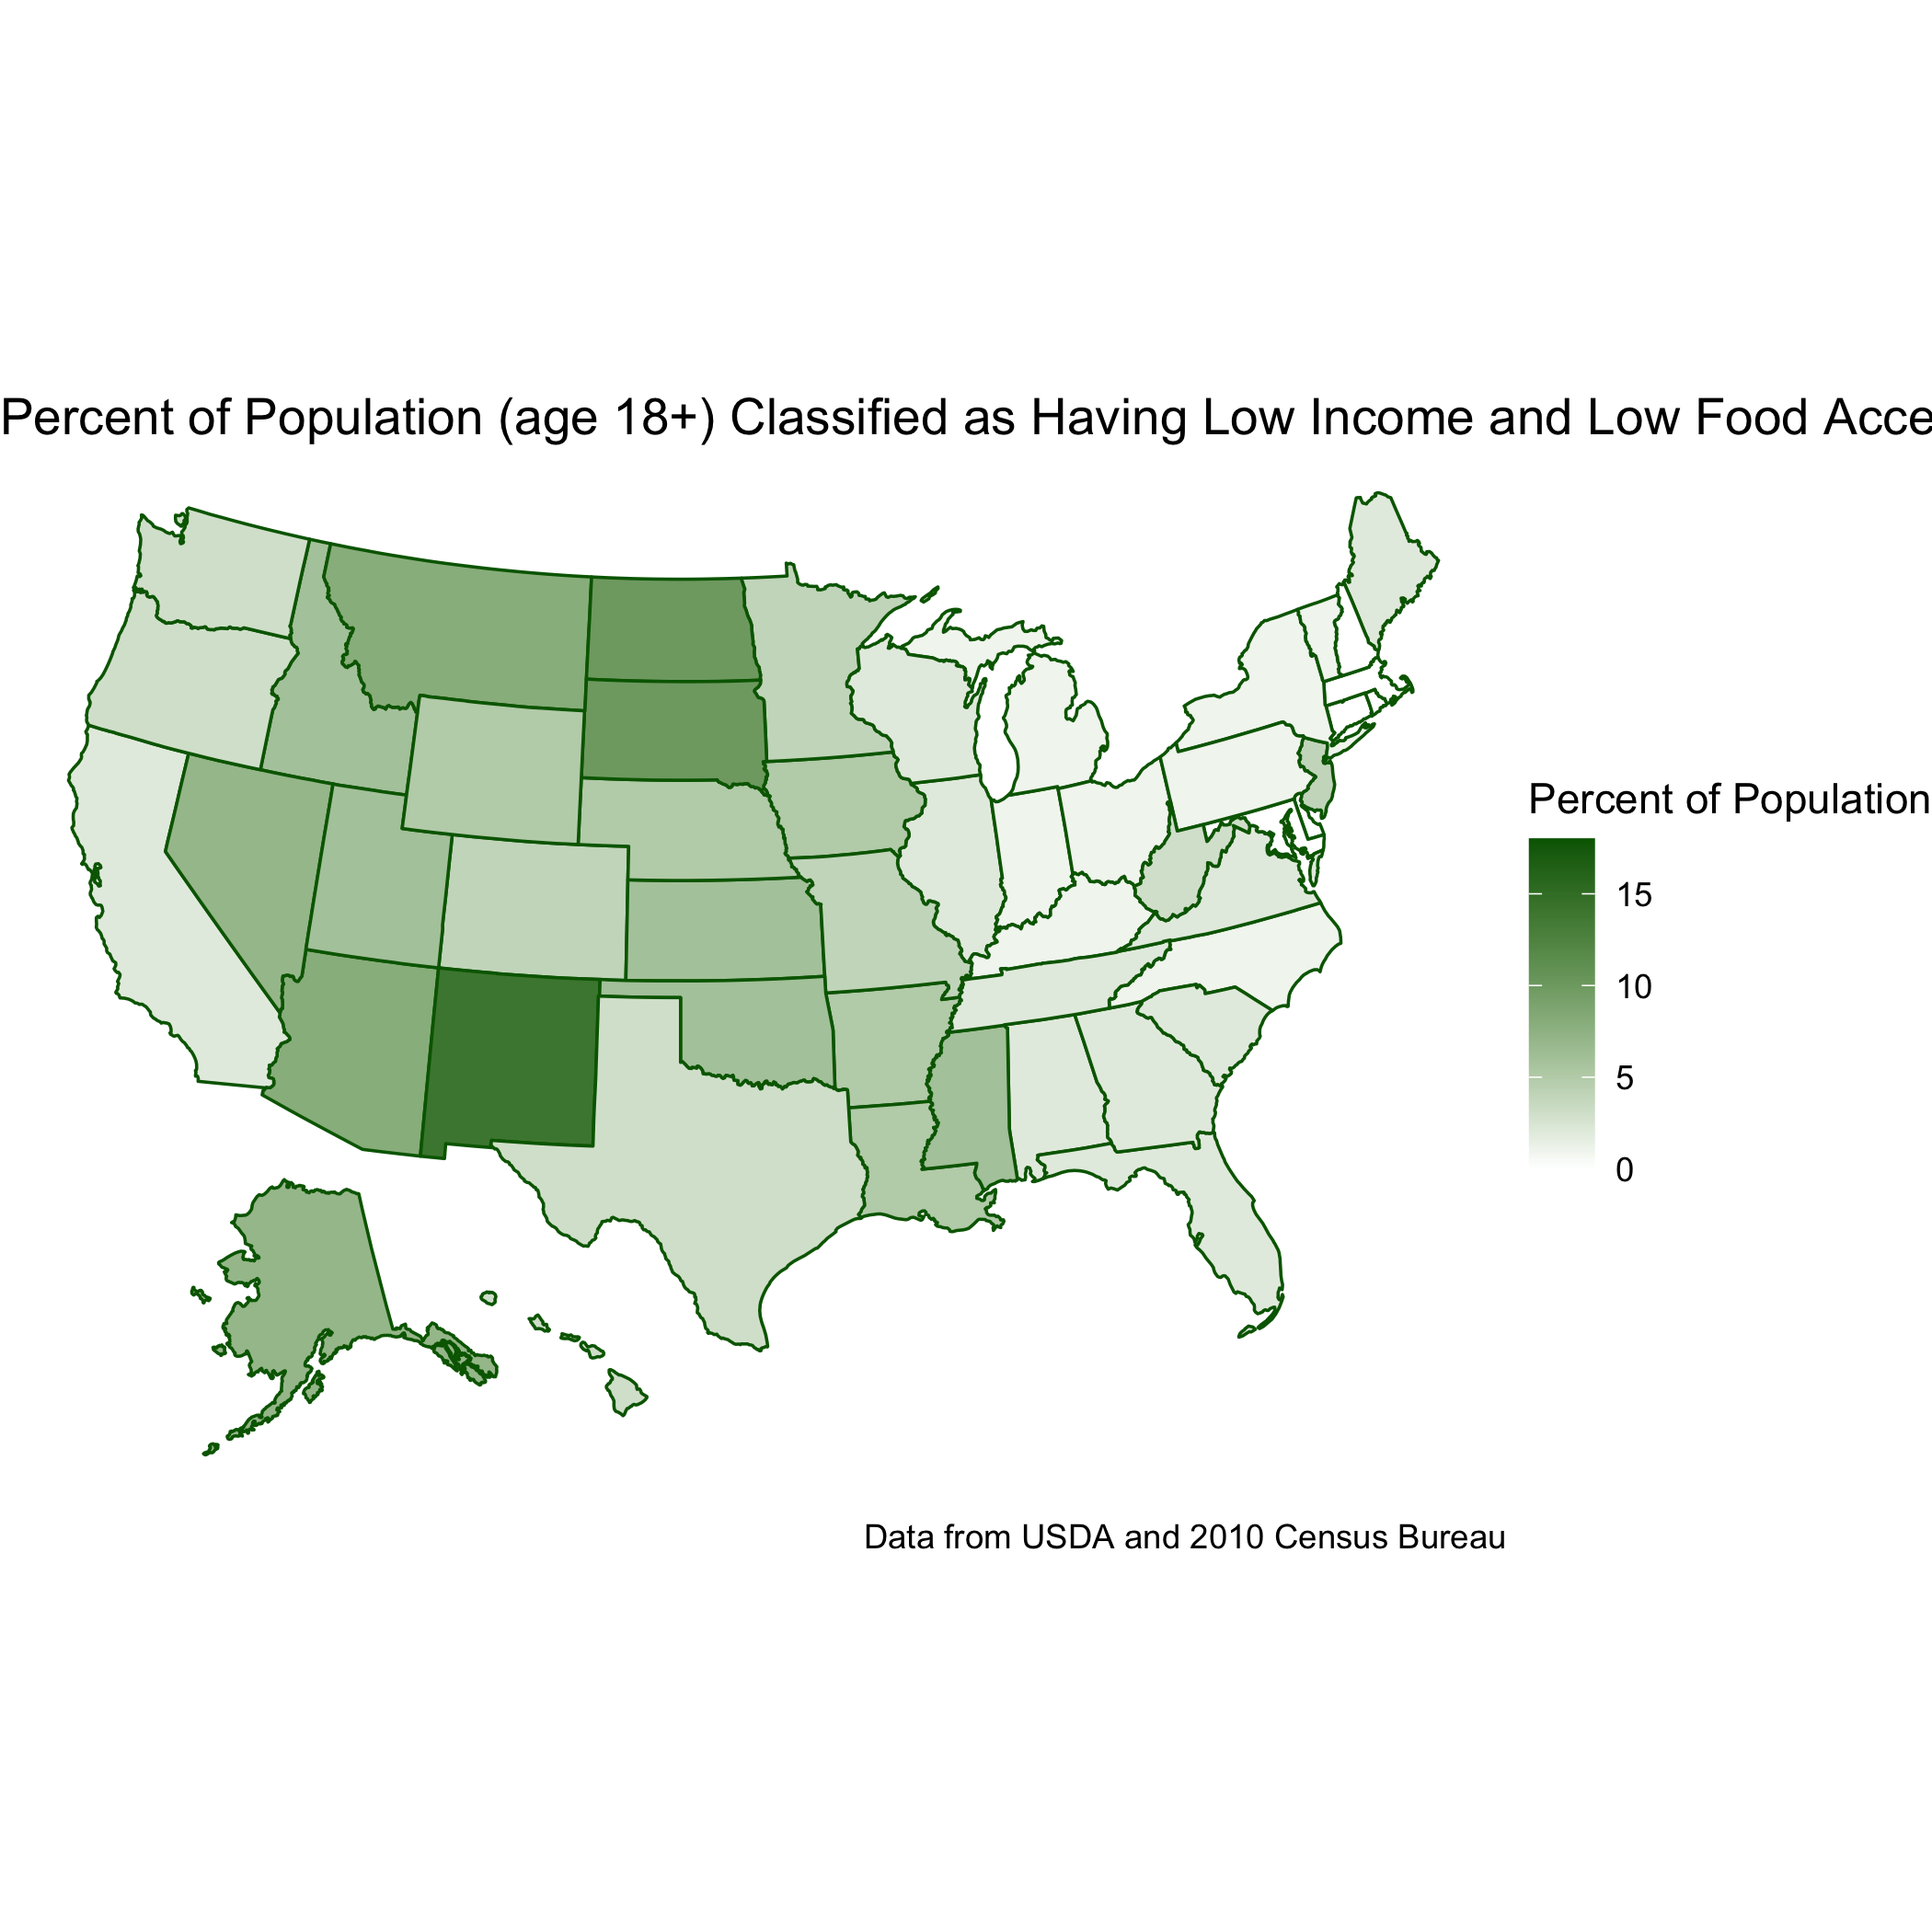 Percent of Population (age 18+) Classified as Having Low Income and Low Food Acce
Percent of Population
15
10
5
0
Data from USDA and 2010 Census Bureau